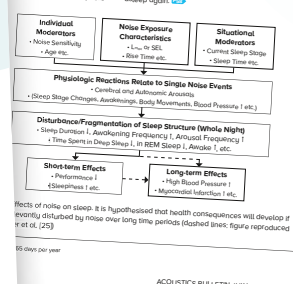 asleep again.
Individual Moderators
• Noise Sensitivity
• Age etc.
Noise Exposure Characteristics
• Lmax or SEL
• Rise Time etc.
Situational Moderators
• Current Sleep Stage
• Sleep Time etc.
Physiologic Reactions Relate to Single Noise Events
• Cerebral and Autonomic Arousals
• (Sleep Stage Changes, Awakenings, Body Movements, Blood Pressure ↑ etc.)
Disturbance/Fragmentation of Sleep Structure (Whole Night)
• Sleep Duration ↓, Awakening Frequency ↑, Arousal Frequency ↑
• Time Spent in Deep Sleep ↓, in REM Sleep ↓, Awake ↑, etc.
Short-term Effects
• Performance ↓
• Sleepiness ↑ etc.
Long-term Effects
• High Blood Pressure ↑
• Myocardial Infarction ↑ etc.
ffects of noise on sleep. It is hypothesised that health consequences will develop if
evantly disturbed by noise over long time periods (dashed lines: figure reproduced
er et al. [25])
65 days per year
ACOUSTICS BULLETIN